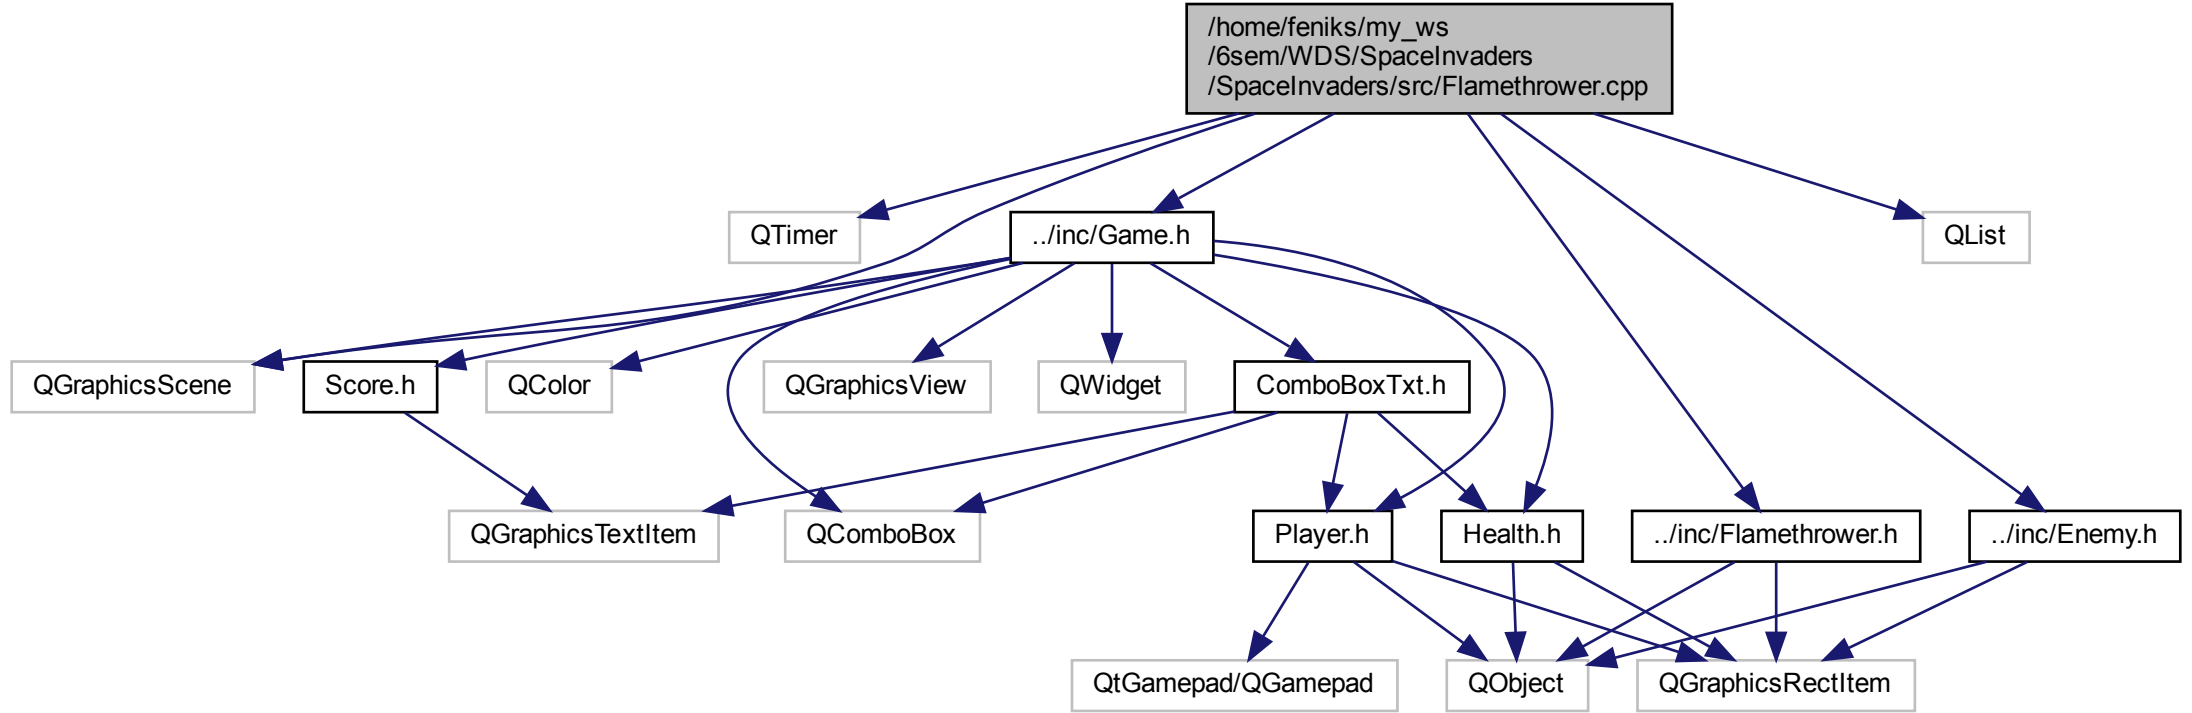 /home/feniks/my_ws
/6sem/WDS/SpaceInvaders
/SpaceInvaders/src/Flamethrower.cpp
QTimer
../inc/Game.h
QList
QGraphicsScene
Score.h
QColor
QGraphicsView
QWidget
ComboBoxTxt.h
QGraphicsTextItem
QComboBox
Player.h
Health.h
../inc/Flamethrower.h
../inc/Enemy.h
QtGamepad/QGamepad
QObject
QGraphicsRectItem